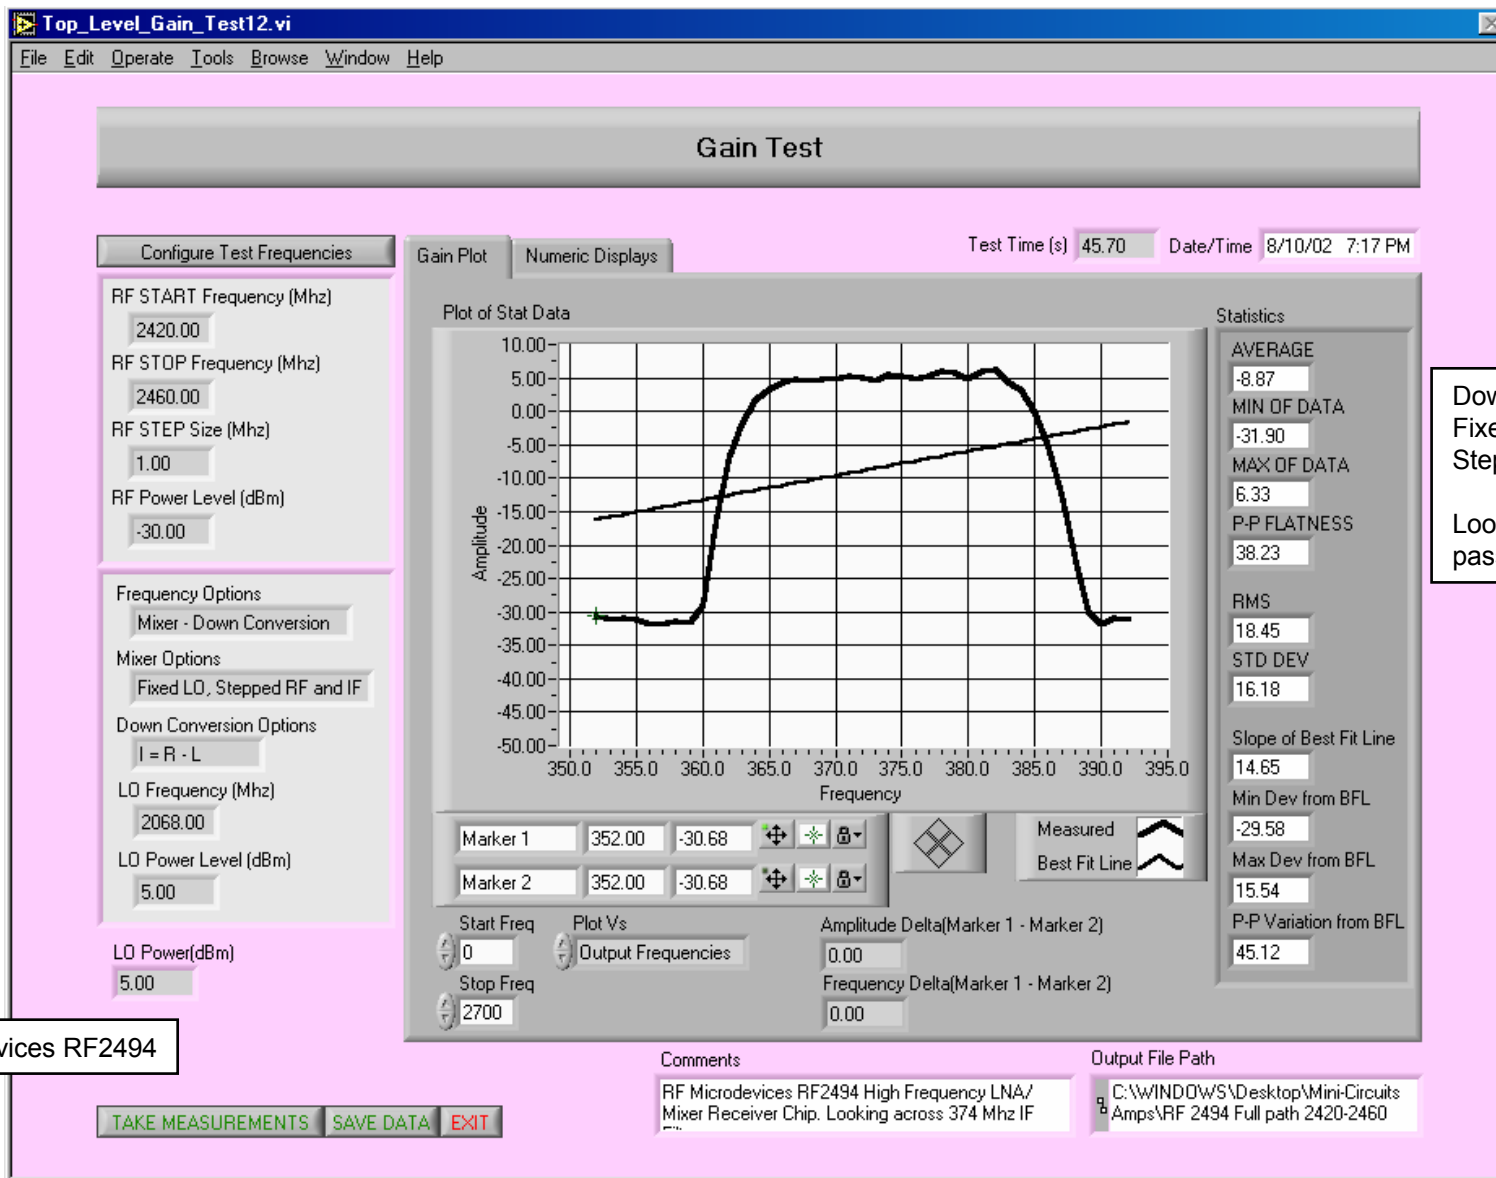 Top_Level_Gain_Test12.vi
File Edit Operate Tools Browse Window Help
Gain Test
Configure Test Frequencies
RF START Frequency (Mhz)
2420.00
RF STOP Frequency (Mhz)
2460.00
RF STEP Size (Mhz)
1.00
RF Power Level (dBm)
-30.00
Frequency Options
Mixer - Down Conversion
Mixer Options
Fixed LO, Stepped RF and IF
Down Conversion Options
I = R - L
LO Frequency (Mhz)
2068.00
LO Power Level (dBm)
5.00
LO Power(dBm)
5.00
vices RF2494
TAKE MEASUREMENTS SAVE DATA EXIT
Gain Plot Numeric Displays
Test Time (s) 45.70 Date/Time 8/10/02 7:17 PM
Plot of Stat Data
Amplitude
10.00
5.00
0.00
-5.00
-10.00
-15.00
-20.00
-25.00
-30.00
-35.00
-40.00
-45.00
-50.00
350.0 355.0 360.0 365.0 370.0 375.0 380.0 385.0 390.0 395.0
Frequency
Marker 1 352.00 -30.68
Marker 2 352.00 -30.68
Measured
Best Fit Line
Start Freq
0
Stop Freq
2700
Plot Vs
Output Frequencies
Amplitude Delta(Marker 1 - Marker 2)
0.00
Frequency Delta(Marker 1 - Marker 2)
0.00
Statistics
AVERAGE
-8.87
MIN OF DATA
-31.90
MAX OF DATA
6.33
P-P FLATNESS
38.23
RMS
18.45
STD DEV
16.18
Slope of Best Fit Line
14.65
Min Dev from BFL
-29.58
Max Dev from BFL
15.54
P-P Variation from BFL
45.12
Comments
RF Microdevices RF2494 High Frequency LNA/
Mixer Receiver Chip. Looking across 374 Mhz IF
Output File Path
C:\WINDOWS\Desktop\Mini-Circuits
Amps\RF 2494 Full path 2420-2460
Dow
Fixe
Step
Loo
pas